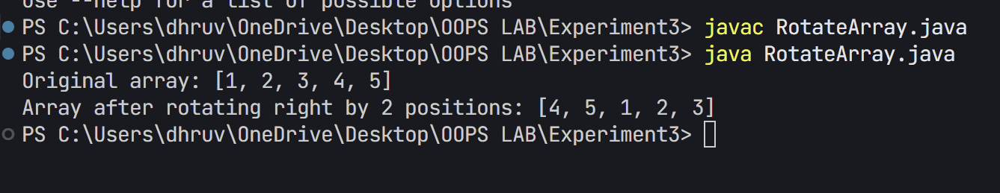 Use --help for a list of possible options
PS C:\Users\dhruv\OneDrive\Desktop\OOPS LAB\Experiment3> javac RotateArray.java
PS C:\Users\dhruv\OneDrive\Desktop\OOPS LAB\Experiment3> java RotateArray.java
Original array: [1, 2, 3, 4, 5]
Array after rotating right by 2 positions: [4, 5, 1, 2, 3]
PS C:\Users\dhruv\OneDrive\Desktop\OOPS LAB\Experiment3>